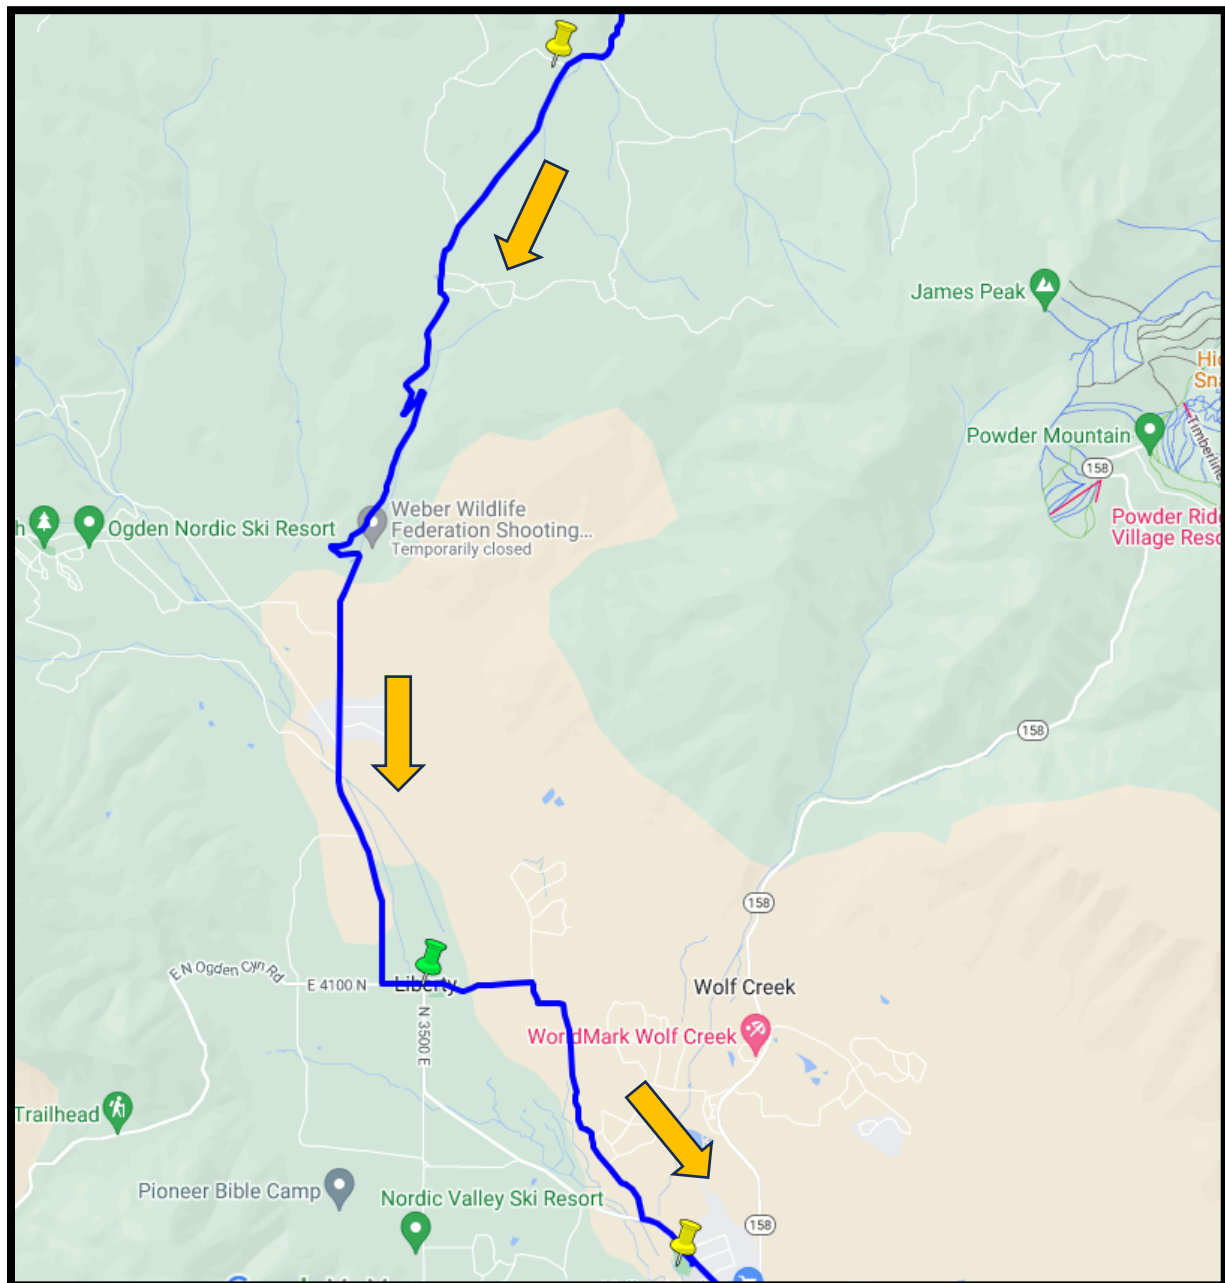 James Peak
Powder Mountain
158
Timberline
Powder
Village
Weber Wildlife
Federation Shooting...
Temporarily closed
h
Ogden Nordic Ski Resort
158
158
E N Ogden Cyn Rd
E 4100 N
Liberty
N 3500 E
Wolf Creek
WorldMark Wolf Creek
Trailhead
Pioneer Bible Camp
Nordic Valley Ski Resort
158